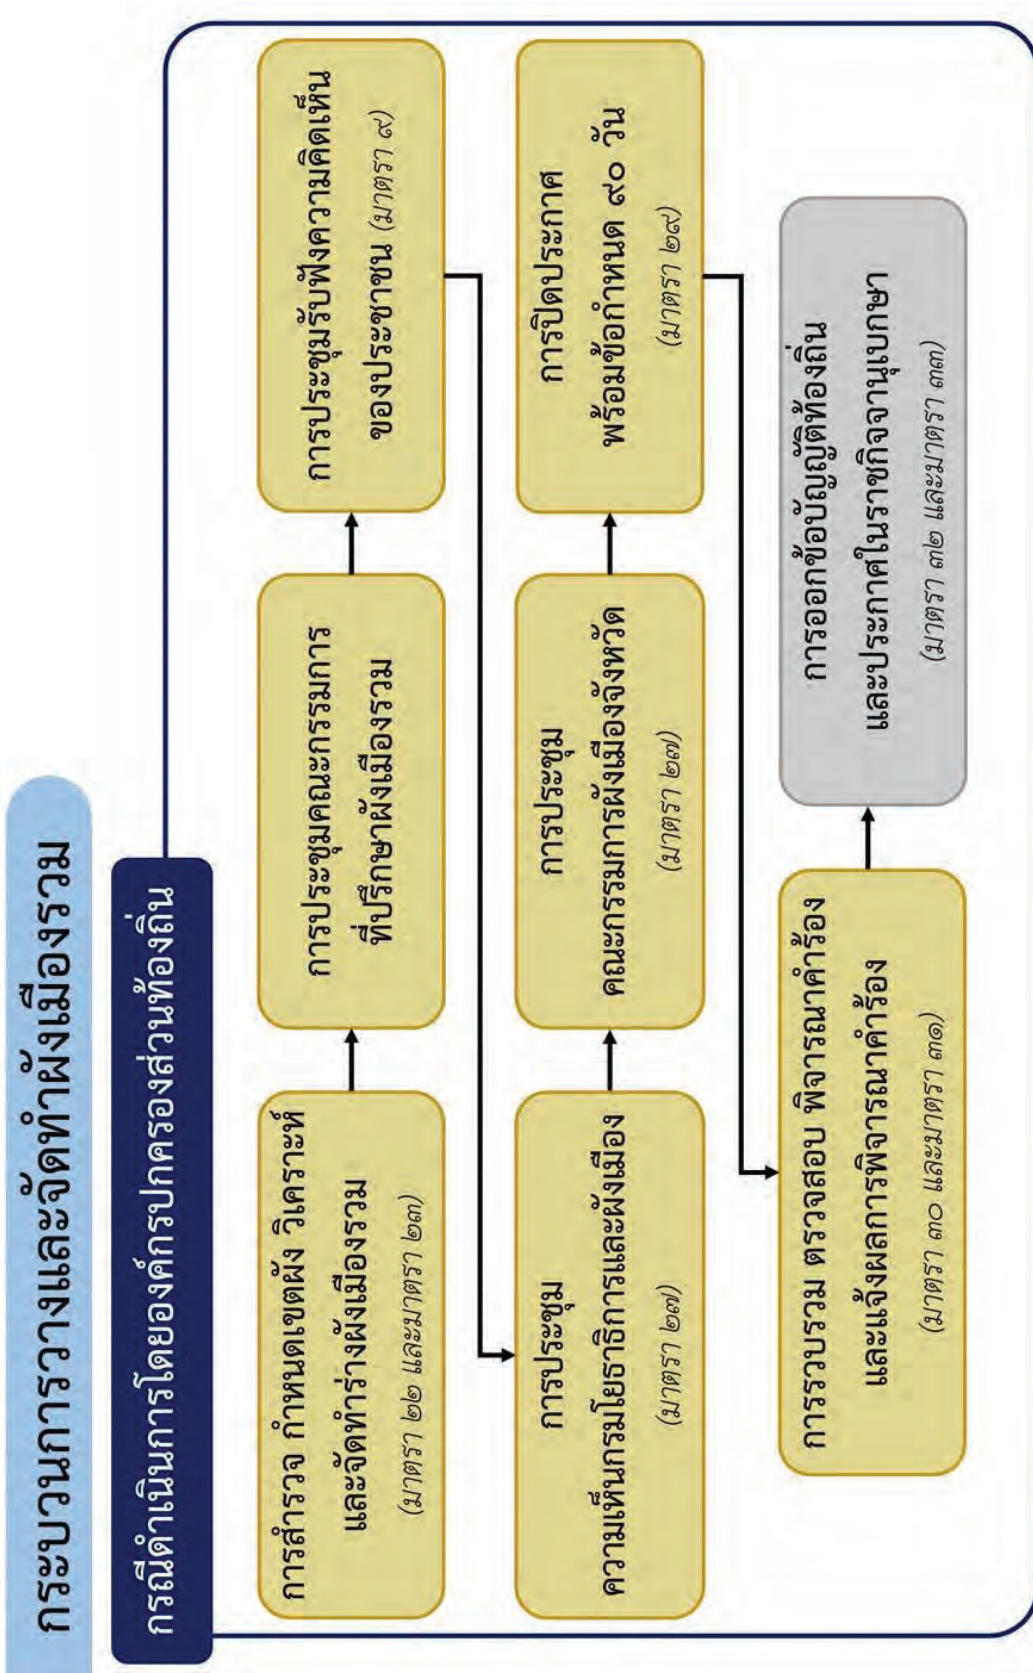 กระบวนการวางและจัดทำผังเมืองรวม
กรณีดำเนินการโดยองค์กรปกครองส่วนท้องถิ่น
การสำรวจ กำหนดเขตผัง วิเคราะห์
และจัดทำร่างผังเมืองรวม
(มาตรา ๒๒ และมาตรา ๒๓)
การประชุมคณะกรรมการ
ที่ปรึกษาผังเมืองรวม
การประชุมรับฟังความคิดเห็น
ของประชาชน (มาตรา ๙)
การประชุม
ความเห็นกรมโยธาธิการและผังเมือง
(มาตรา ๒๗)
การประชุม
คณะกรรมการผังเมืองจังหวัด
(มาตรา ๒๗)
การปิดประกาศ
พร้อมข้อกำหนด ๙๐ วัน
(มาตรา ๒๙)
การรวบรวม ตรวจสอบ พิจารณาคำร้อง
และแจ้งผลการพิจารณาคำร้อง
(มาตรา ๓๐ และมาตรา ๓๑)
การออกข้อบัญญัติท้องถิ่น
และประกาศในราชกิจจานุเบกษา
(มาตรา ๓๒ และมาตรา ๓๓)